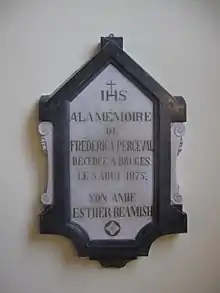 IHS
A LA MÉMOIRE
DE
FREDERICA PERCEVAL
DÉCÉDÉE A BRUGES
LE 5 AOUT 1875.
SON AMIE
ESTHER BEAMISH